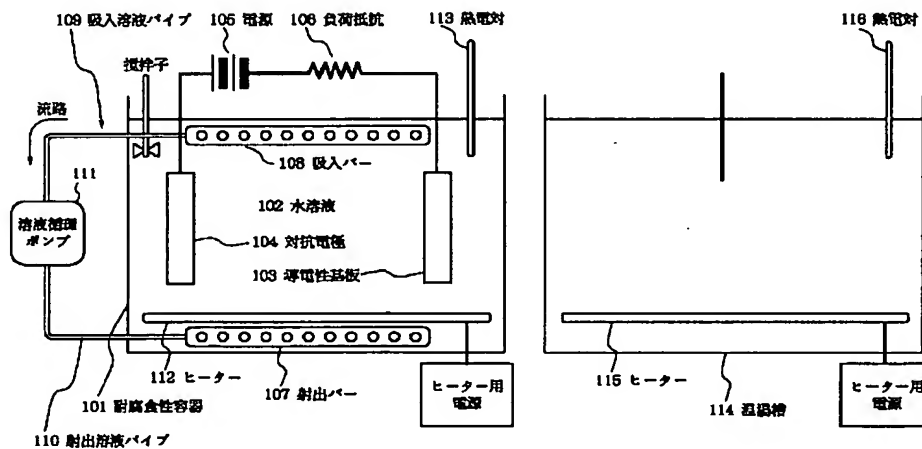 109 吸入溶液パイプ
105 電源
106 負荷抵抗
113 熱電対
116 熱電対
撹拌子
流路
108 吸入バー
111
102 水溶液
溶液循環
ポンプ
104 対抗電極
103 導電性基板
112 ヒーター
107 射出バー
ヒーター用
電源
115 ヒーター
ヒーター用
電源
101 耐腐食性容器
114 温湯槽
110 射出溶液パイプ